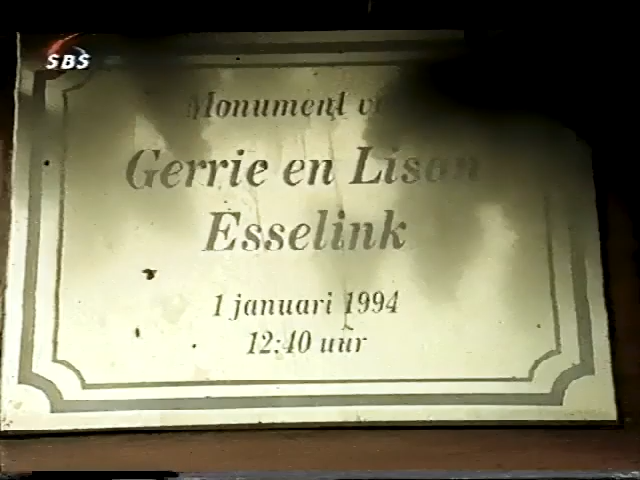 SBS
Monument
Gerrie en Lison
Esselink
1 januari 1994
12:40 uur